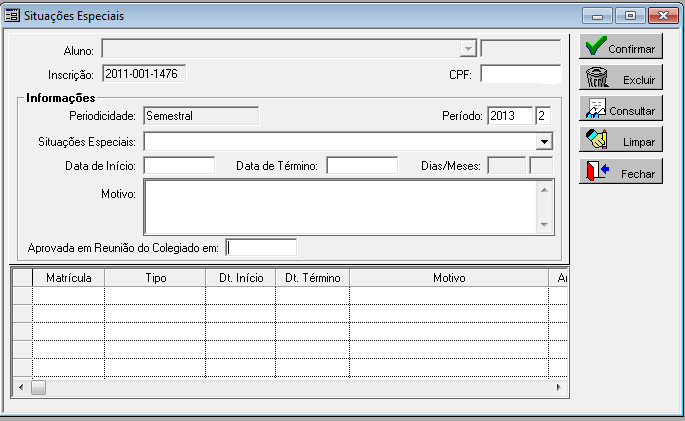 Situações Especiais
Aluno:
Confirmar
Inscrição: 2011-001-1476 CPF:
Excluir
Informações
Periodicidade: Semestral Período: 2013 2
Consultar
Situações Especiais:
Limpar
Data de Início: Data de Término: Dias/Meses:
Fechar
Motivo:
Aprovada em Reunião do Colegiado em:
Matrícula Tipo Dt. Início Dt. Término Motivo